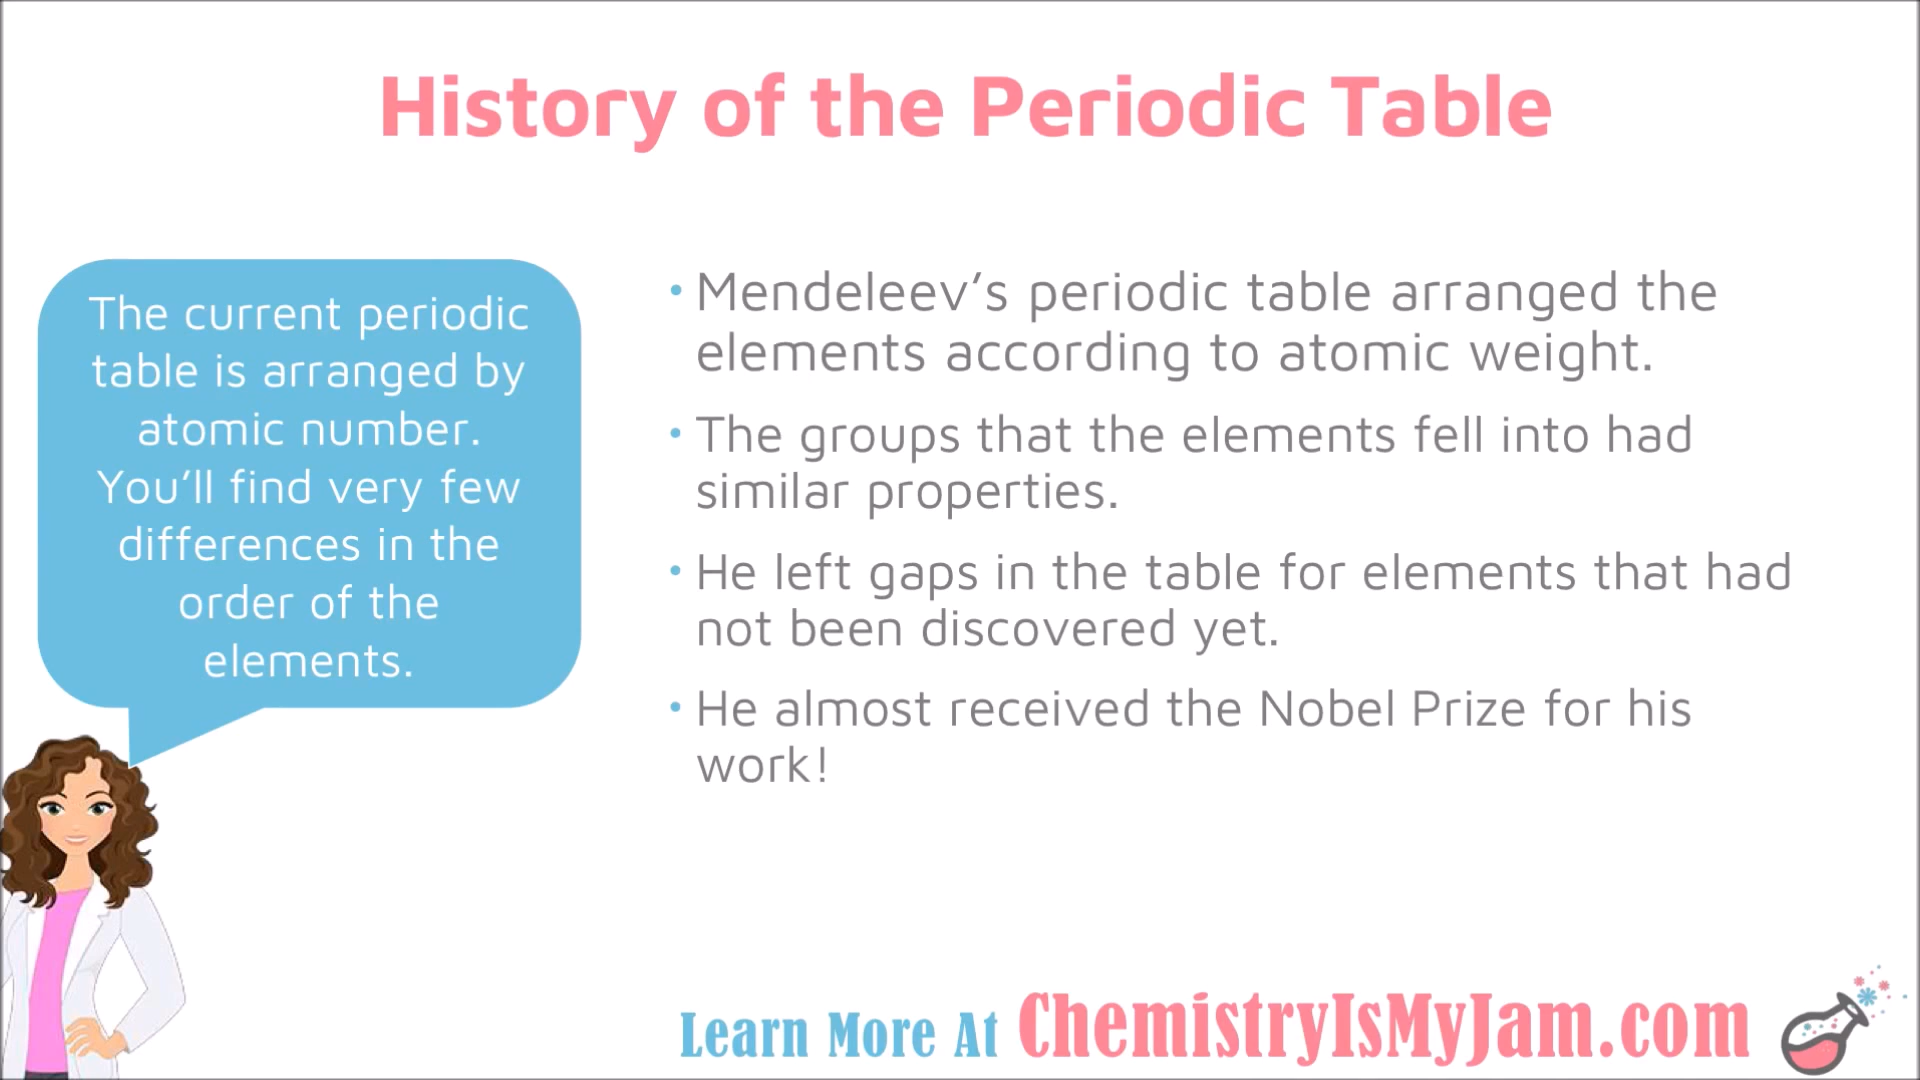 History of the Periodic Table
The current periodic
table is arranged by
atomic number.
You’ll find very few
differences in the
order of the
elements.
• Mendeleev’s periodic table arranged the
elements according to atomic weight.
• The groups that the elements fell into had
similar properties.
• He left gaps in the table for elements that had
not been discovered yet.
• He almost received the Nobel Prize for his
work!
Learn More At ChemistryIsMyJam.com